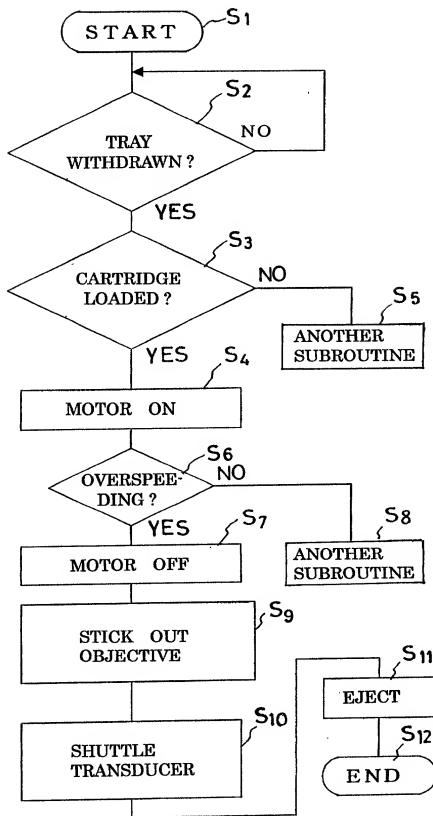 START
S1
S2
TRAY
WITHDRAWN ?
NO
YES
S3
CARTRIDGE
LOADED ?
NO
S5
ANOTHER
SUBROUTINE
YES
S4
MOTOR ON
S6
OVERSPEE-
DING ?
NO
YES
S7
S8
MOTOR OFF
ANOTHER
SUBROUTINE
S9
STICK OUT
OBJECTIVE
S11
EJECT
S10
SHUTTLE
TRANSDUCER
S12
END